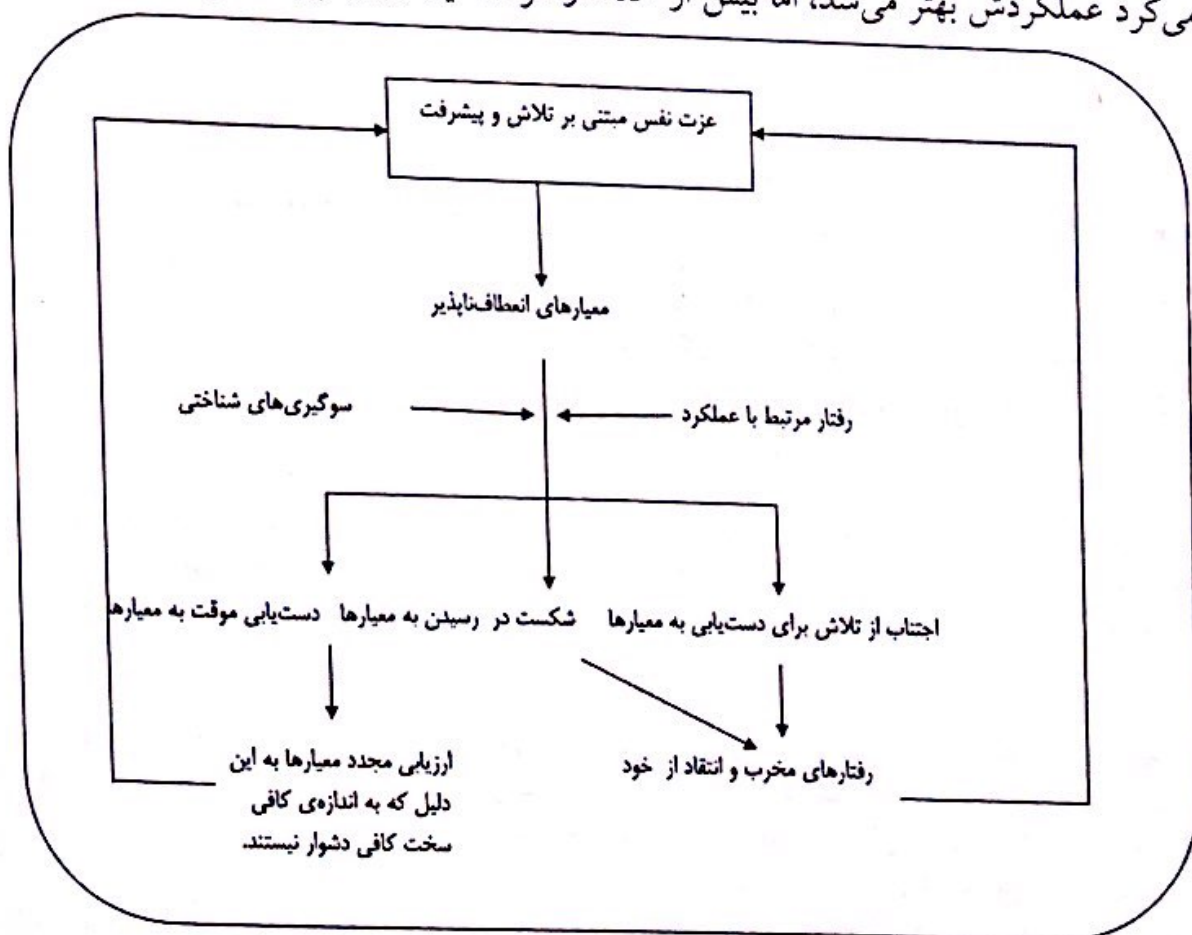 می‌کرد عملکردش بهتر می‌شد، اما بیش از
عزت نفس مبتنی بر تلاش و پیشرفت
معیارهای انعطاف‌ناپذیر
رفتار مرتبط با عملکرد
سوگیری‌های شناختی
اجتناب از تلاش برای دست‌یابی به معیارها
شکست در رسیدن به معیارها
دست‌یابی موقت به معیارها
رفتارهای مخرب و انتقاد از خود
ارزیابی مجدد معیارها به این
دلیل که به اندازه‌ی کافی
سخت کافی دشوار نیستند.